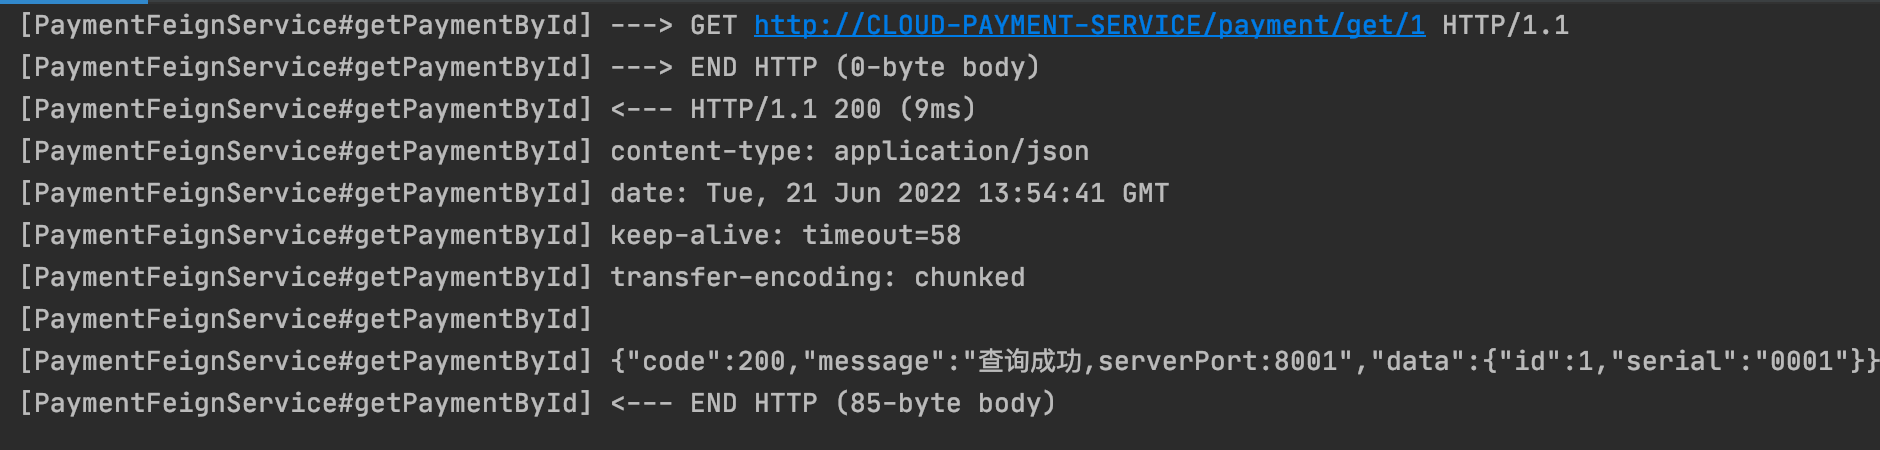 [PaymentFeignService#getPaymentById] ---> GET http://CLOUD-PAYMENT-SERVICE/payment/get/1 HTTP/1.1
[PaymentFeignService#getPaymentById] ---> END HTTP (0-byte body)
[PaymentFeignService#getPaymentById] <--- HTTP/1.1 200 (9ms)
[PaymentFeignService#getPaymentById] content-type: application/json
[PaymentFeignService#getPaymentById] date: Tue, 21 Jun 2022 13:54:41 GMT
[PaymentFeignService#getPaymentById] keep-alive: timeout=58
[PaymentFeignService#getPaymentById] transfer-encoding: chunked
[PaymentFeignService#getPaymentById]
[PaymentFeignService#getPaymentById] {"code":200,"message":"查询成功,serverPort:8001","data":{"id":1,"serial":"0001"}}
[PaymentFeignService#getPaymentById] <--- END HTTP (85-byte body)